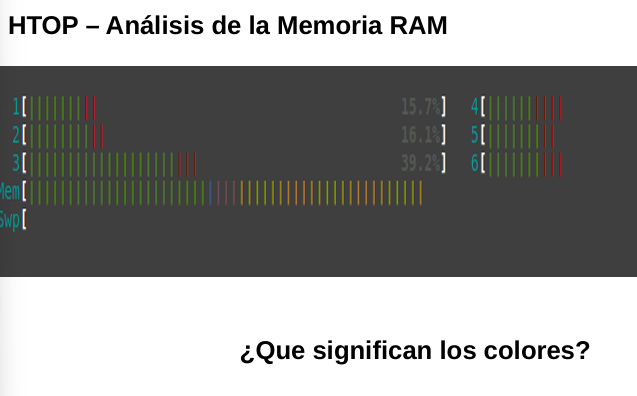 HTOP – Análisis de la Memoria RAM
1[ 15.7%] 4[
2[ 16.1%] 5[
3[ 39.2%] 6[
Mem[
Swp[
¿Que significan los colores?